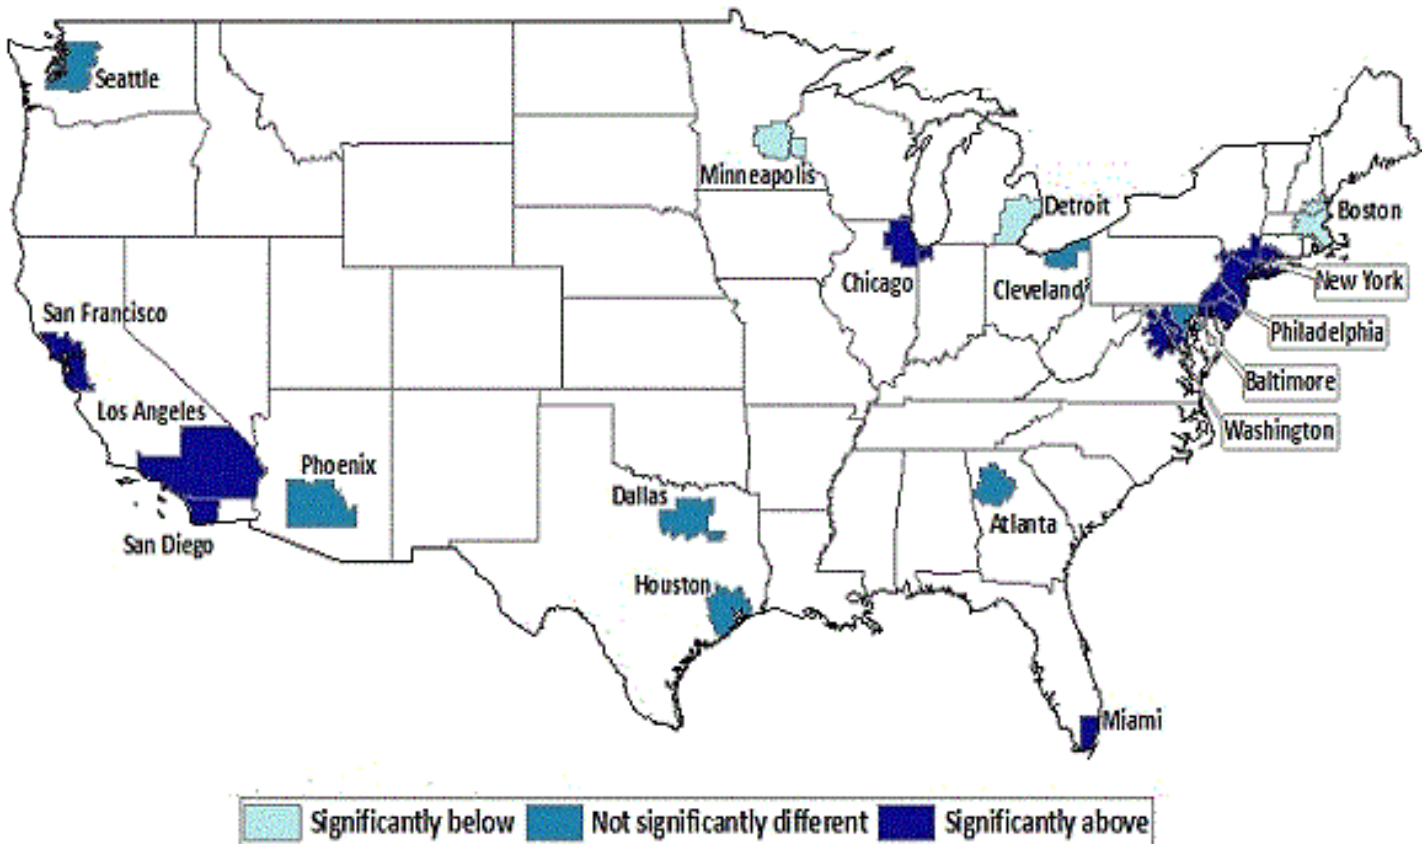 Seattle
Minneapolis
Detroit
Boston
Chicago
Cleveland
New York
San Francisco
Philadelphia
Baltimore
Los Angeles
Washington
Phoenix
Dallas
Atlanta
San Diego
Houston
Miami
Significantly below Not significantly different Significantly above